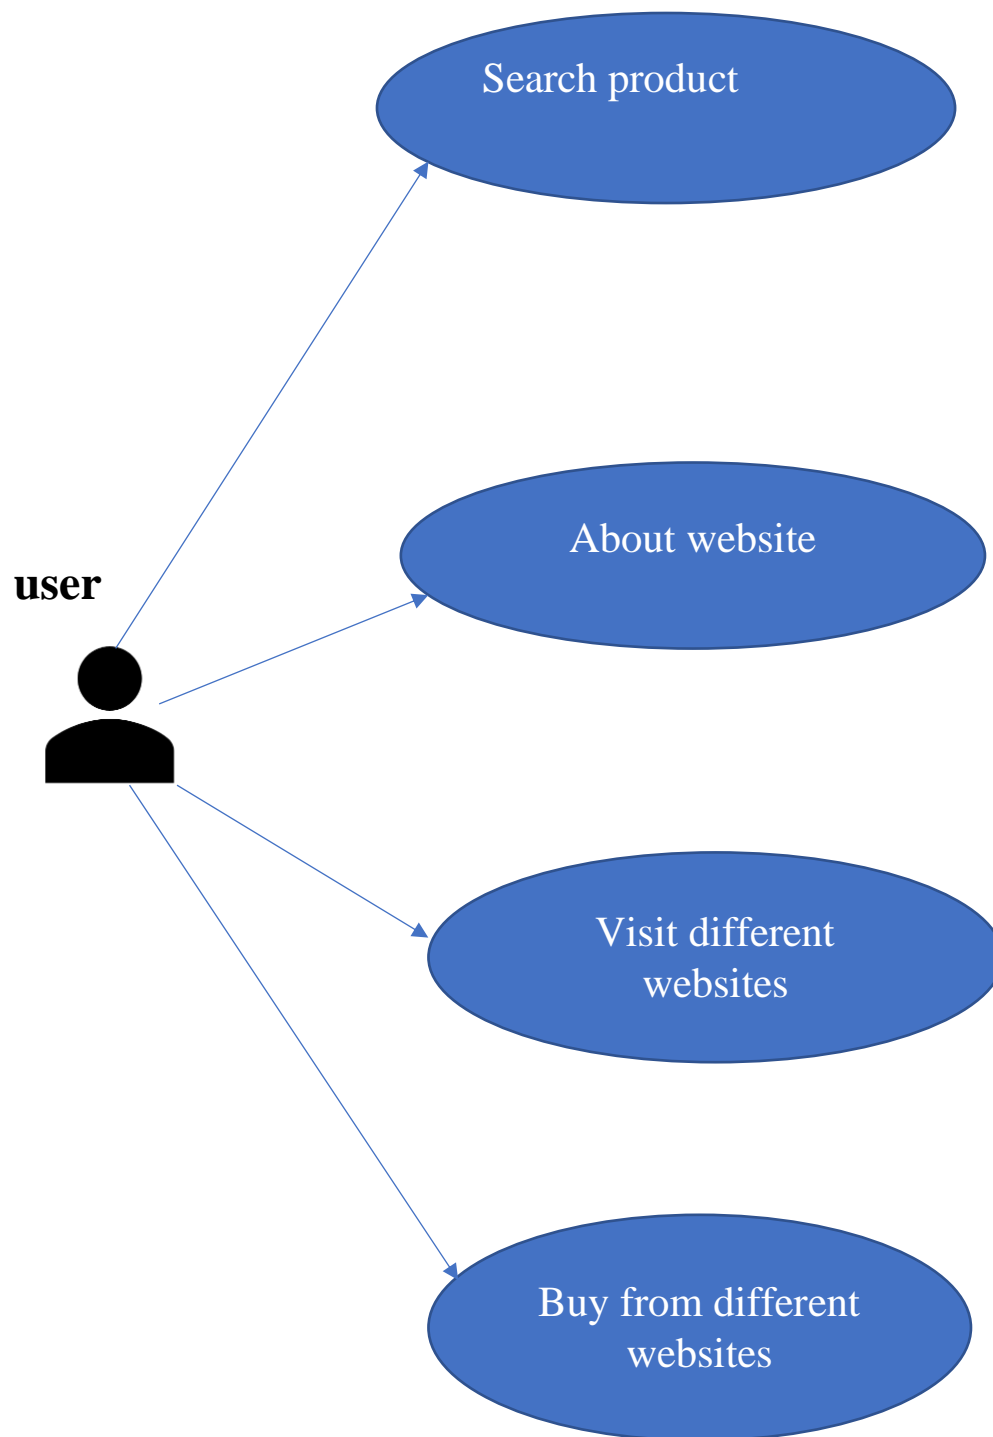 Search product
About website
user
Visit different
websites
Buy from different
websites